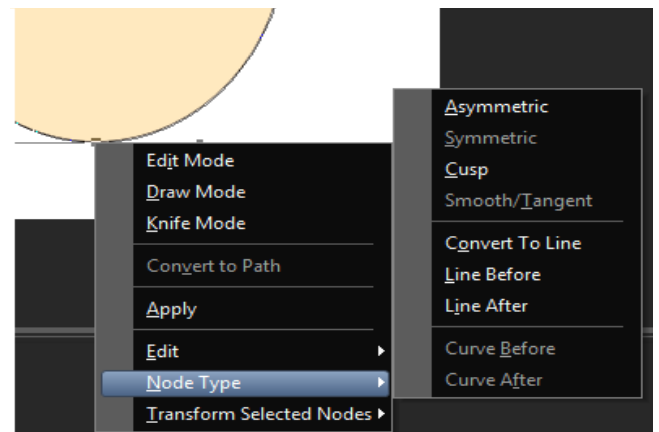 Edit Mode
Draw Mode
Knife Mode
Convert to Path
Apply
Edit
Node Type
Transform Selected Nodes
Asymmetric
Symmetric
Cusp
Smooth/Tangent
Convert To Line
Line Before
Line After
Curve Before
Curve After